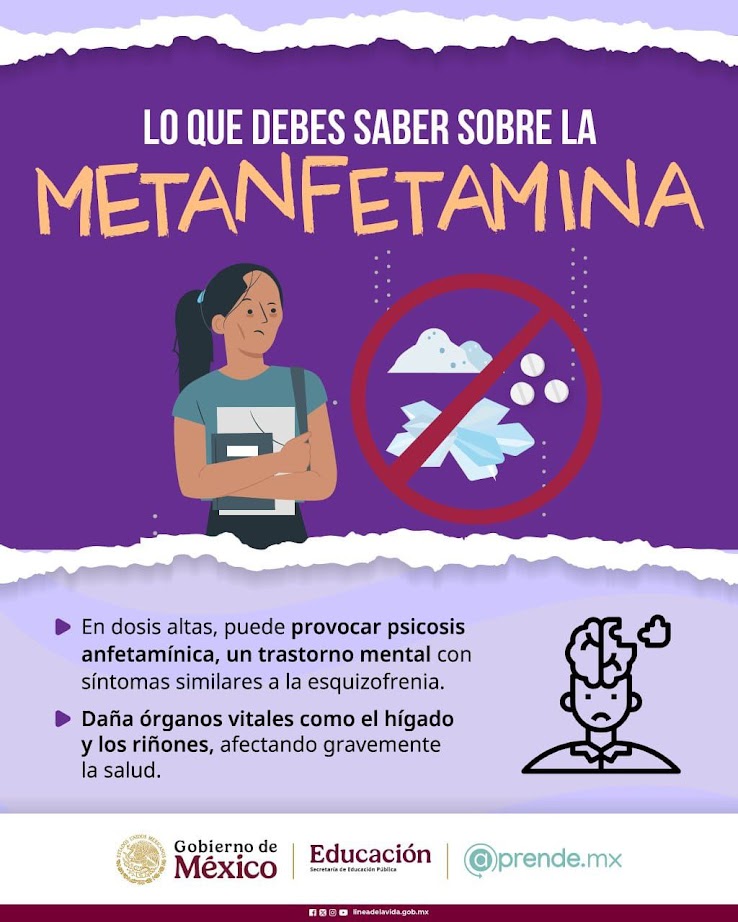 LO QUE DEBES SABER SOBRE LA
METANFETAMINA
En dosis altas, puede provocar psicosis
anfetamínica, un trastorno mental con
síntomas similares a la esquizofrenia.
Daña órganos vitales como el hígado
y los riñones, afectando gravemente
la salud.
Gobierno de
México
Educación
Secretaría de Educación Pública
@prende.mx
lineadelavida.gob.mx